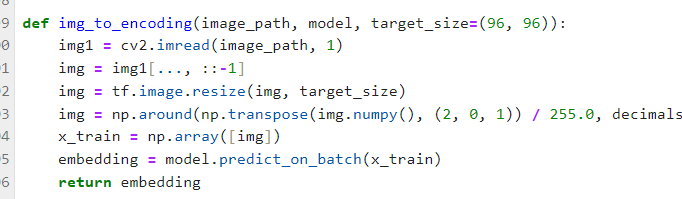 9 def img_to_encoding(image_path, model, target_size=(96, 96)):
0 img1 = cv2.imread(image_path, 1)
1 img = img1[..., ::-1]
2 img = tf.image.resize(img, target_size)
3 img = np.around(np.transpose(img.numpy(), (2, 0, 1)) / 255.0, decimals
4 x_train = np.array([img])
5 embedding = model.predict_on_batch(x_train)
6 return embedding